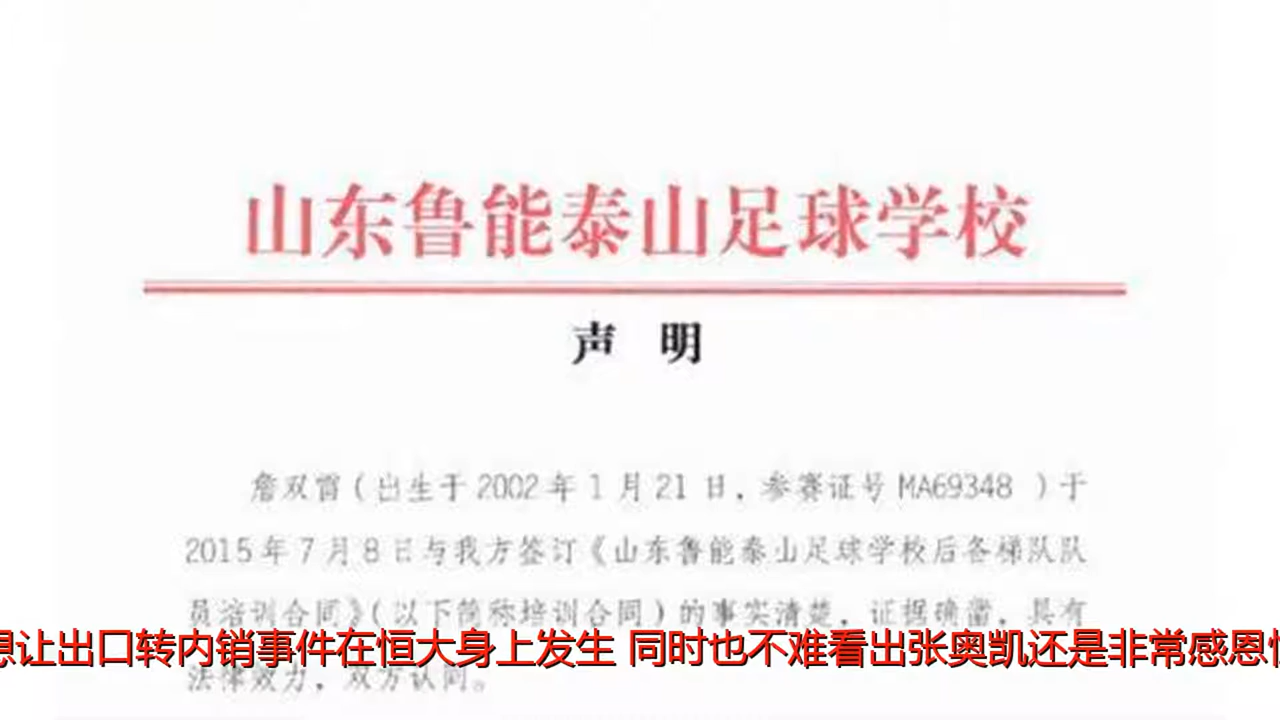 山东鲁能泰山足球学校
声 明
詹双雷（出生于2002年1月21日，参赛证号MA69348 ）于
2015年7月8日与我方签订《山东鲁能泰山足球学校后备梯队队
员培训合同》（以下简称培训合同）的事实清楚，证据确凿，具有
想让出口转内销事件在恒大身上发生 同时也不难看出张奥凯还是非常感恩
法律效力，双方认同。